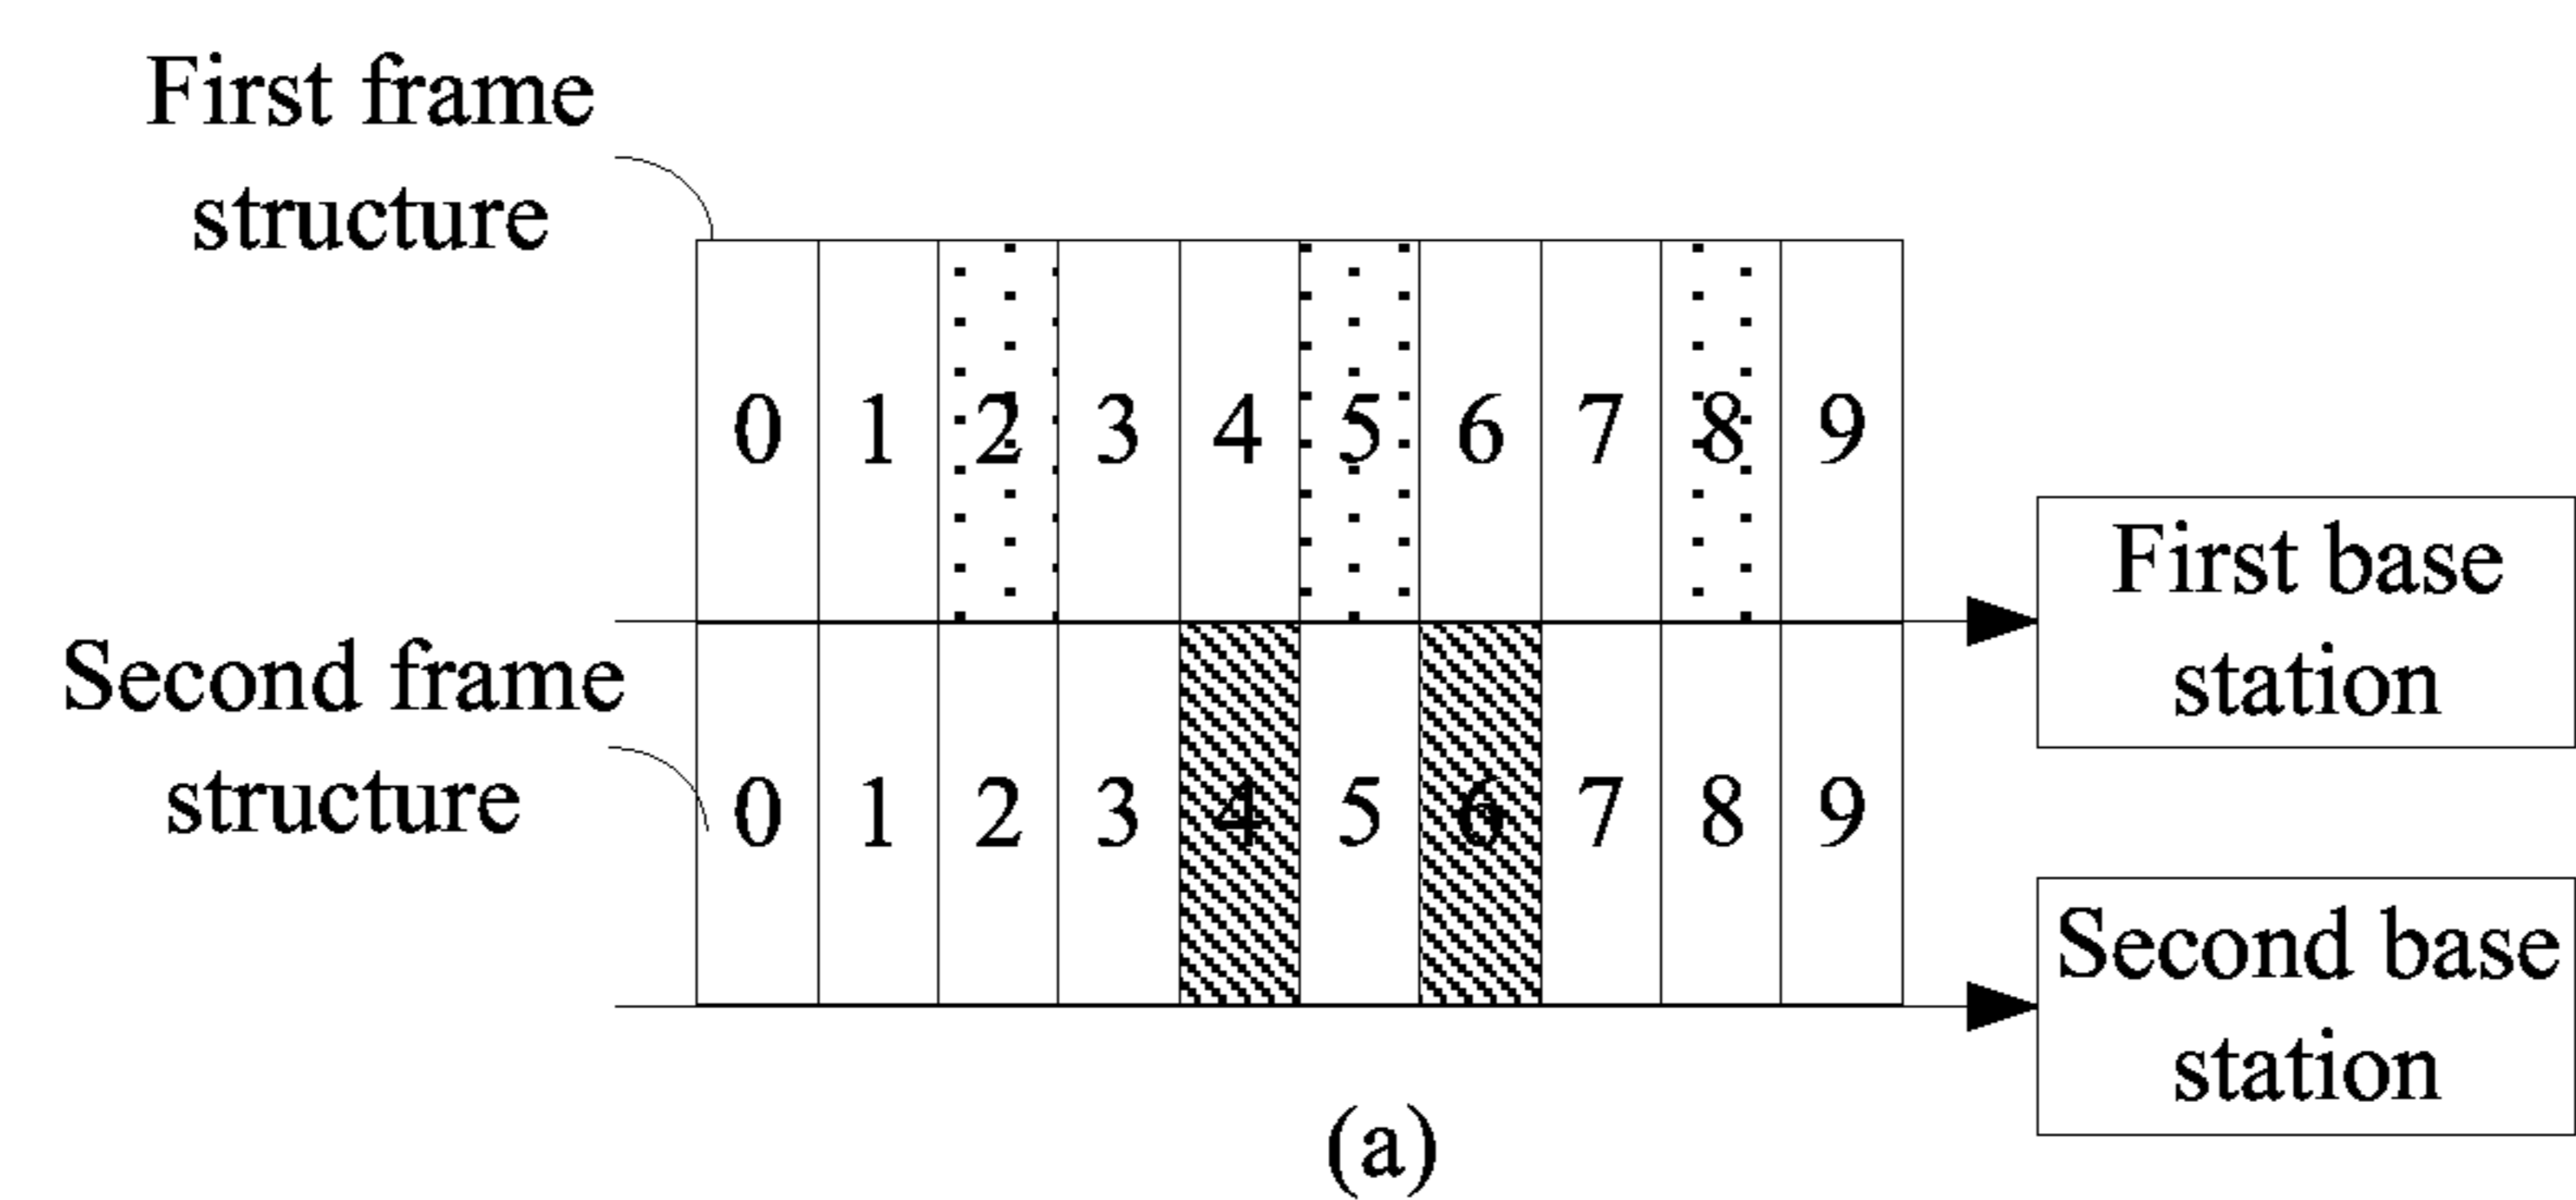 First frame
structure
0 1 2 3 4 5 6 7 8 9
First base
station
Second frame
structure
0 1 2 3 4 5 6 7 8 9
Second base
station
(a)